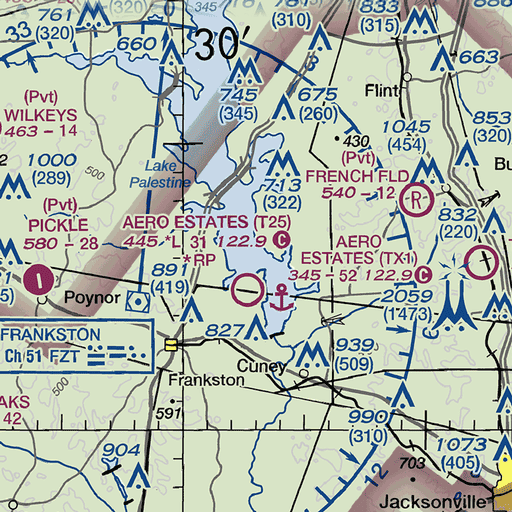 761
(320)
(320)
345
781
(310)
833
(315)
33
660
30'
663
745
(345)
675
(260)
Flint
(Pvt)
WILKEYS
463 - 14
430
1045
(454)
853
(320)
500
1000
(289)
Lake
Palestine
713
(322)
(Pvt)
FRENCH FLD
540 - 12
R
(Pvt)
PICKLE
580 - 28
AERO ESTATES (T25)
445 *L 31 122.9 C
*RP
AERO
ESTATES (TX1)
345 - 52 122.9 C
832
(220)
891
(419)
Poynor
2059
(1473)
FRANKSTON
Ch 51 FZT
827
939
(509)
Cuney
Frankston
500
591
AKS
42
990
(310)
904
12
703
1073
(405)
Jacksonville